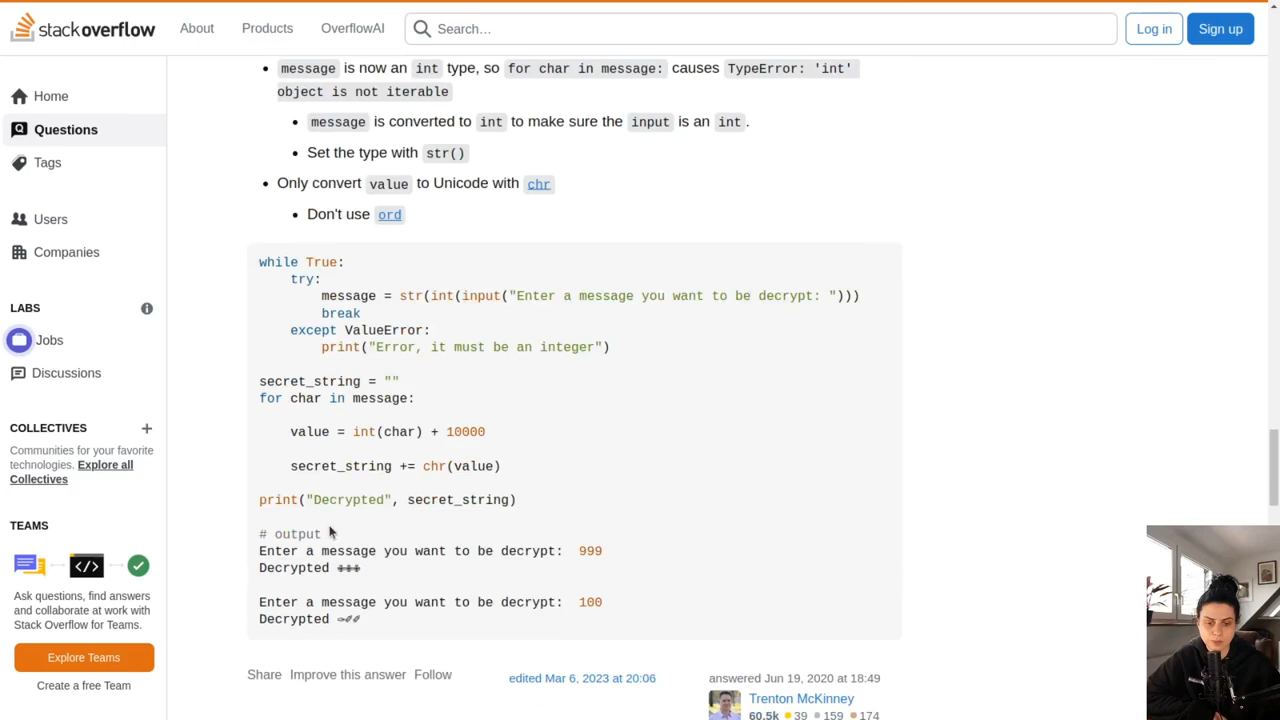 stackoverflow
About
Products
OverflowAI
Search…
Log in
Sign up
Home
Questions
Tags
Users
Companies
LABS
Jobs
Discussions
COLLECTIVES
Communities for your favorite
technologies. Explore all
Collectives
TEAMS
Ask questions, find answers
and collaborate at work with
Stack Overflow for Teams.
Explore Teams
Create a free Team
message is now an int type, so for char in message: causes TypeError: 'int'
object is not iterable
message is converted to int to make sure the input is an int.
Set the type with str()
Only convert value to Unicode with chr
Don't use ord
while True:
try:
message = str(int(input("Enter a message you want to be decrypt: ")))
break
except ValueError:
print("Error, it must be an integer")
secret_string = ""
for char in message:
value = int(char) + 10000
secret_string += chr(value)
print("Decrypted", secret_string)
# output
Enter a message you want to be decrypt: 999
Decrypted
Enter a message you want to be decrypt: 100
Decrypted
Share Improve this answer Follow
edited Mar 6, 2023 at 20:06
answered Jun 19, 2020 at 18:49
Trenton McKinney
60.5k 39 159 174